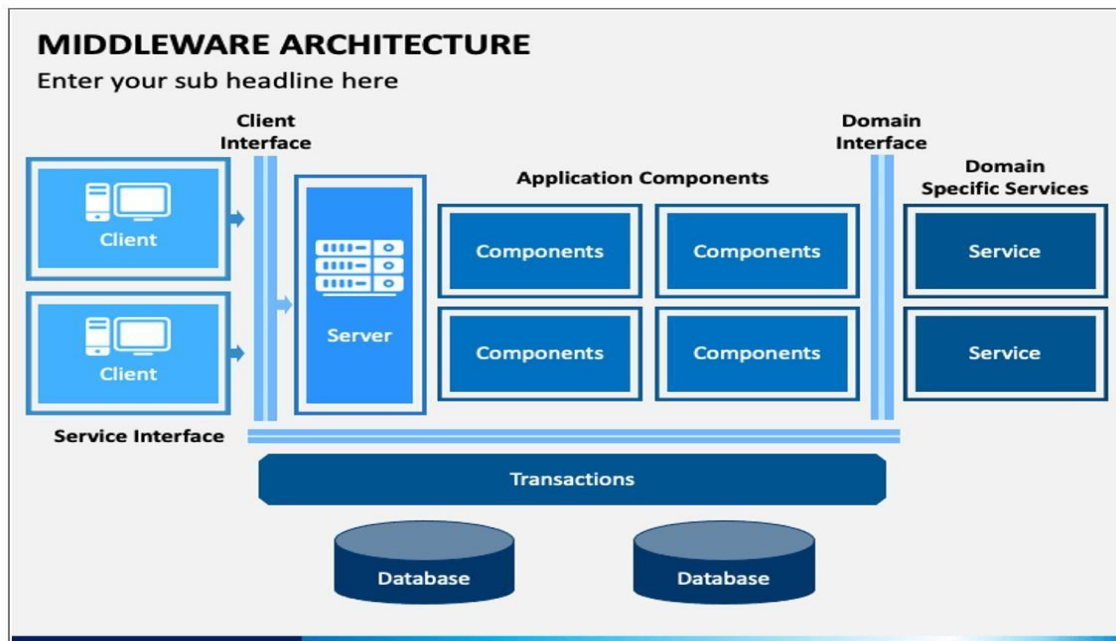 MIDDLEWARE ARCHITECTURE
Enter your sub headline here
Client
Interface
Domain
Interface
Application Components
Domain
Specific Services
Client
Client
Server
Components
Components
Components
Components
Service
Service
Service Interface
Transactions
Database
Database